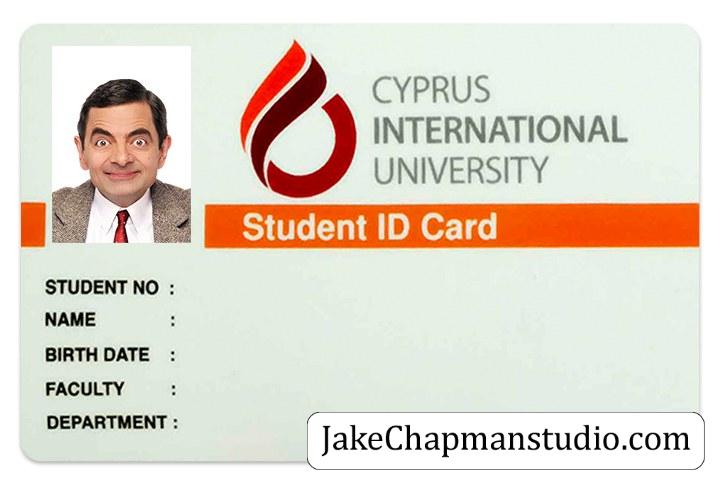 CYPRUS
INTERNATIONAL
UNIVERSITY
Student ID Card
STUDENT NO :
NAME :
BIRTH DATE :
FACULTY :
DEPARTMENT :
JakeChapmanstudio.com